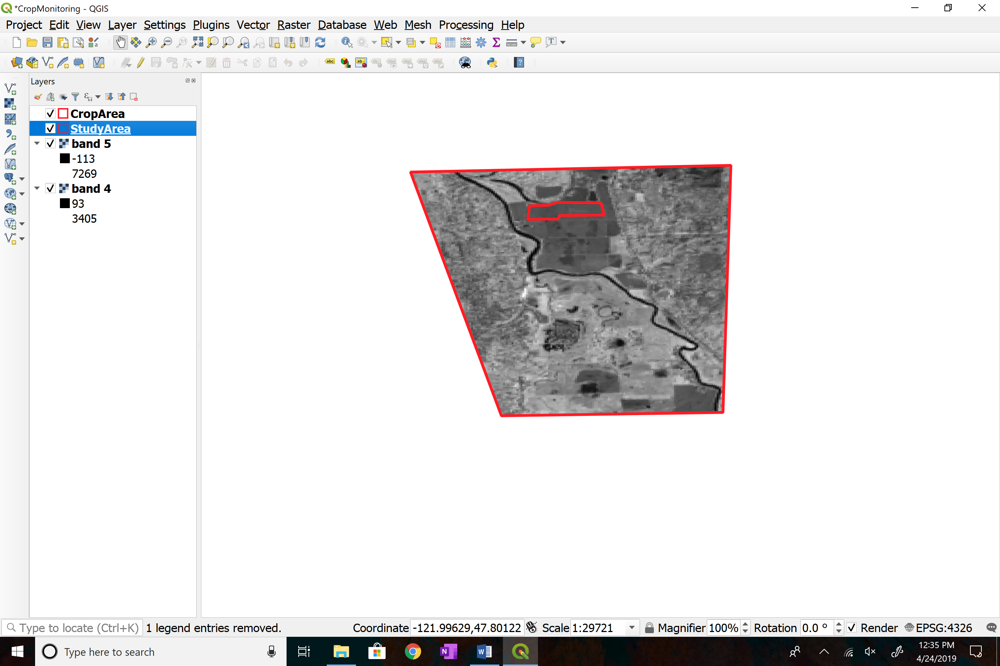 *CropMonitoring - QGIS
Project Edit View Layer Settings Plugins Vector Raster Database Web Mesh Processing Help
Layers
CropArea
StudyArea
band 5
-113
7269
band 4
93
3405
Type to locate (Ctrl+K) 1 legend entries removed. Coordinate -121.99629,47.80122 Scale 1:29721 Magnifier 100% Rotation 0.0 ° Render EPSG:4326
Type here to search
12:35 PM
4/24/2019